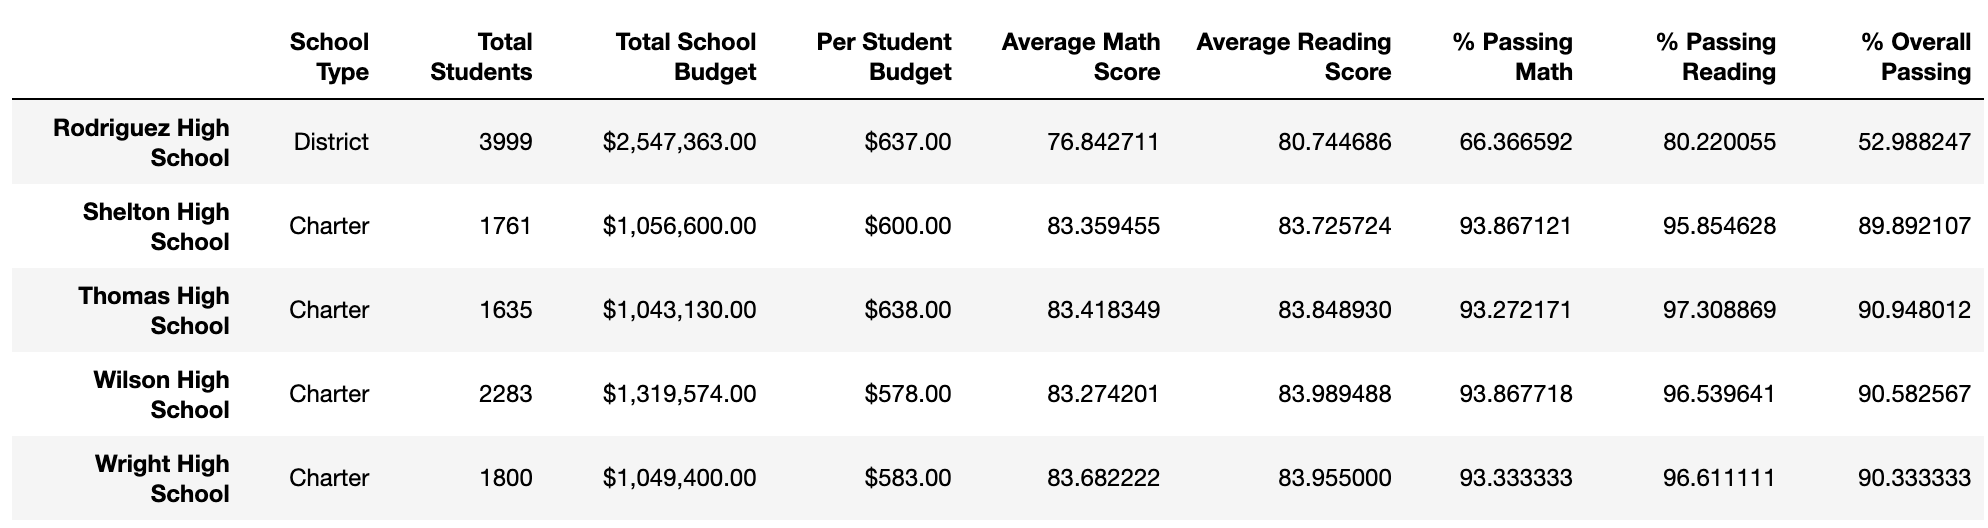 School Total Total School Per Student Average Math Average Reading % Passing % Passing % Overall
Type Students Budget Budget Score Score Math Reading Passing
Rodriguez High
School District 3999 $2,547,363.00 $637.00 76.842711 80.744686 66.366592 80.220055 52.988247
Shelton High
School Charter 1761 $1,056,600.00 $600.00 83.359455 83.725724 93.867121 95.854628 89.892107
Thomas High
School Charter 1635 $1,043,130.00 $638.00 83.418349 83.848930 93.272171 97.308869 90.948012
Wilson High
School Charter 2283 $1,319,574.00 $578.00 83.274201 83.989488 93.867718 96.539641 90.582567
Wright High
School Charter 1800 $1,049,400.00 $583.00 83.682222 83.955000 93.333333 96.611111 90.333333